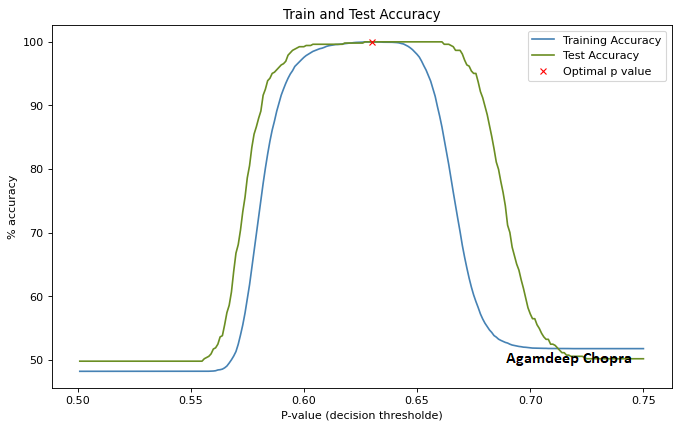 Train and Test Accuracy
Training Accuracy
Test Accuracy
Optimal p value
100
90
80
70
60
50
% accuracy
Agamdeep Chopra
0.50 0.55 0.60 0.65 0.70 0.75
P-value (decision thresholde)